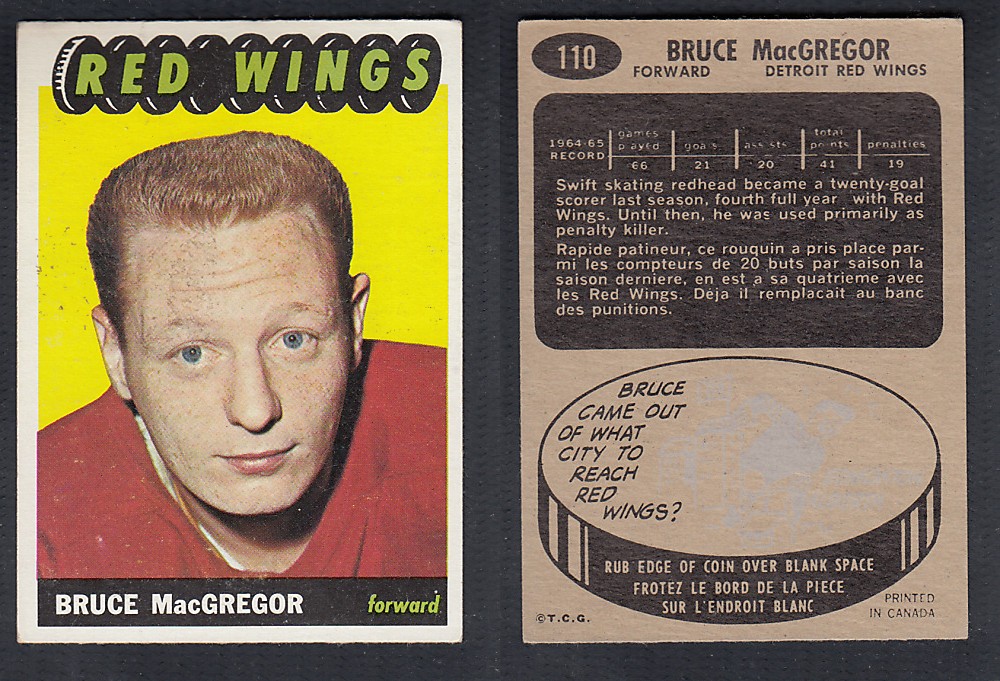 RED WINGS
BRUCE MacGREGOR forward
110
BRUCE MacGREGOR
FORWARD DETROIT RED WINGS
1964-65 RECORD
games played goals assists total points penalties
66 21 20 41 19
Swift skating redhead became a twenty-goal
scorer last season, fourth full year with Red
Wings. Until then, he was used primarily as
penalty killer.
Rapide patineur, ce rouquin a pris place par-
mi les compteurs de 20 buts par saison la
saison derniere, en est a sa quatrieme avec
les Red Wings. Déja il remplacait au banc
des punitions.
BRUCE
CAME OUT
OF WHAT
CITY TO
REACH
RED
WINGS?
RUB EDGE OF COIN OVER BLANK SPACE
FROTEZ LE BORD DE LA PIECE
SUR L'ENDROIT BLANC
©T.C.G.
PRINTED
IN CANADA